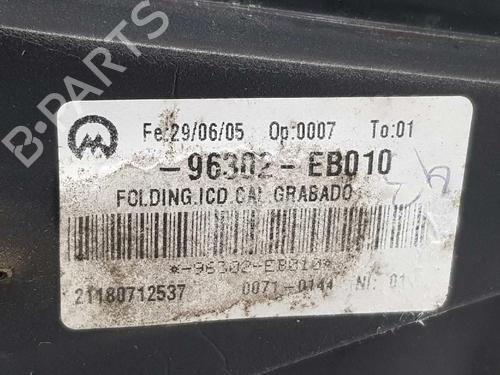 B-PARTS
Fe:29/06/05 Op:0007 To:01
-96302-EB010
FOLDING.ICD CAL GRABADO
*-96302-EB010*
21180712537 0071-0144 NI: 01